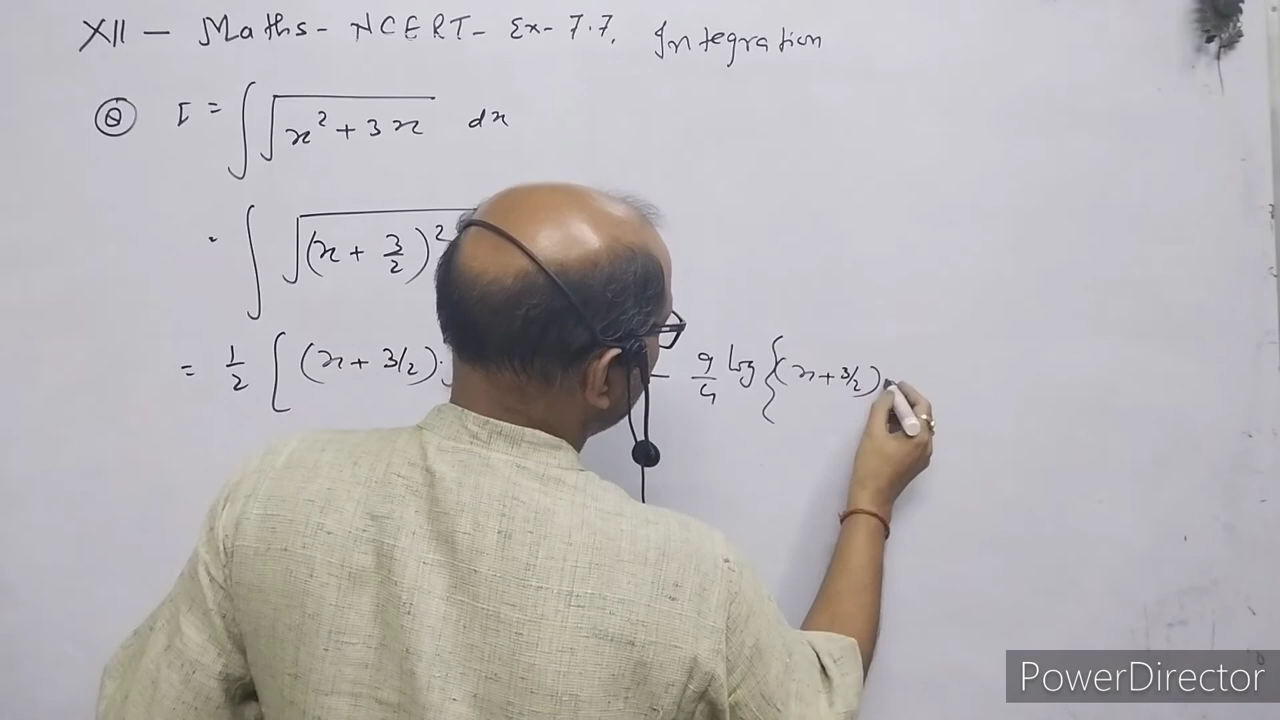 XII - Maths - NCERT - Ex- 7.7, Integration
Q I = ∫ √(x² + 3x) dx
= ∫ √(x + 3/2)²
= 1/2 [ (x + 3/2) . - 9/4 log { (x + 3/2)
PowerDirector